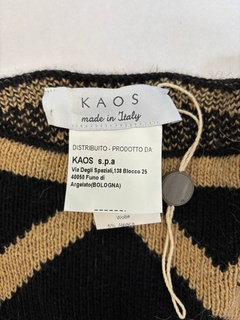 KAOS
made in Italy
DISTRIBUITO - PRODOTTO DA:
KAOS s.p.a
Via Degli Speziali,138 Blocco 25
40050 Funo di
Argelato(BOLOGNA)